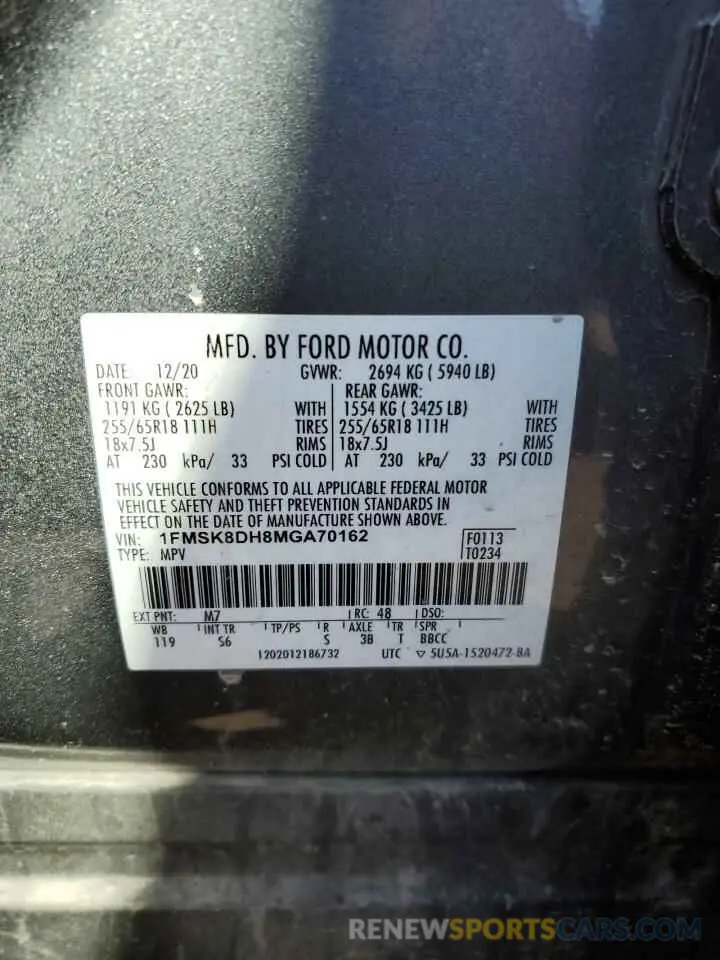 MFD. BY FORD MOTOR CO.
DATE: 12/20 GVWR: 2694 KG ( 5940 LB)
FRONT GAWR: REAR GAWR:
1191 KG ( 2625 LB) WITH 1554 KG ( 3425 LB) WITH
255/65R18 111H TIRES 255/65R18 111H TIRES
18x7.5J RIMS 18x7.5J RIMS
AT 230 kPa/ 33 PSI COLD AT 230 kPa/ 33 PSI COLD
THIS VEHICLE CONFORMS TO ALL APPLICABLE FEDERAL MOTOR
VEHICLE SAFETY AND THEFT PREVENTION STANDARDS IN
EFFECT ON THE DATE OF MANUFACTURE SHOWN ABOVE.
VIN: 1FMSK8DH8MGA70162 F0113
TYPE: MPV T0234
EXT PNT: M7 RC: 48 DSO:
WB INT TR TP/PS R AXLE TR SPR
119 S6 S 3B T BBCC
1202012186732 UTC ▽ 5U5A-1520472-BA
RENEWSPORTSCARS.COM